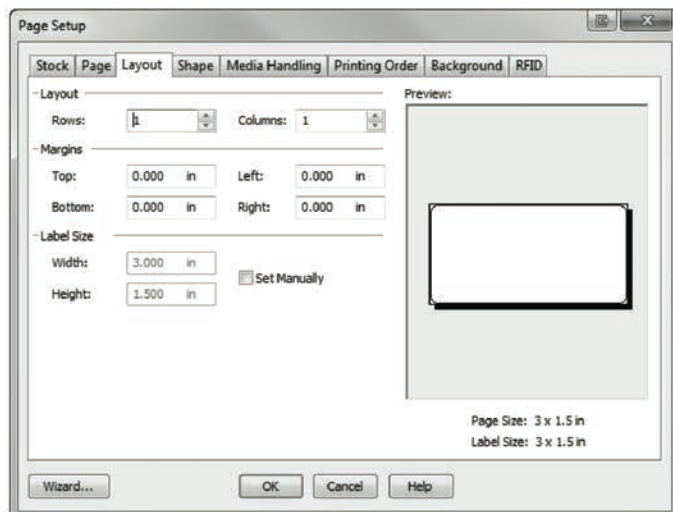 Page Setup
Stock Page Layout Shape Media Handling Printing Order Background RFID
Layout
Rows: 1 Columns: 1
Margins
Top: 0.000 in Left: 0.000 in
Bottom: 0.000 in Right: 0.000 in
Label Size
Width: 3.000 in
Set Manually
Height: 1.500 in
Preview:
Page Size: 3 x 1.5 in
Label Size: 3 x 1.5 in
Wizard... OK Cancel Help